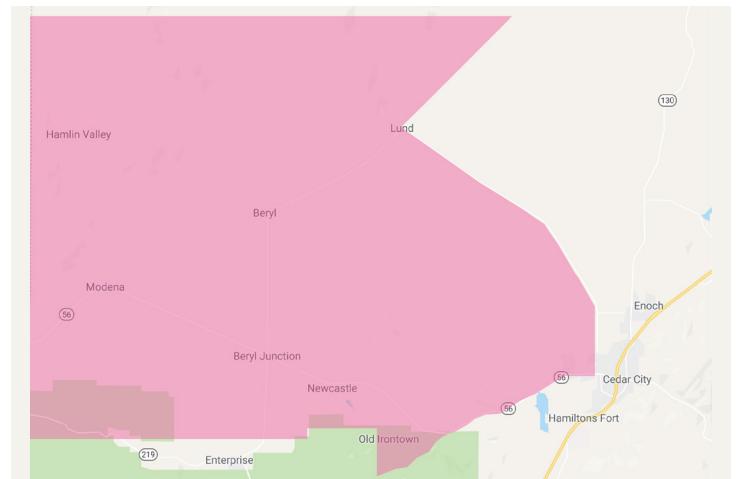 130
Lund
Hamlin Valley
Beryl
Modena
Enoch
56
Beryl Junction
56
Cedar City
Newcastle
56
Hamiltons Fort
Old Irontown
219
Enterprise